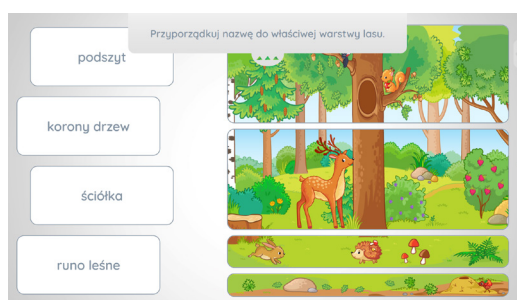 Przyporządkuj nazwę do właściwej warstwy lasu.
podszyt
korony drzew
ściółka
runo leśne